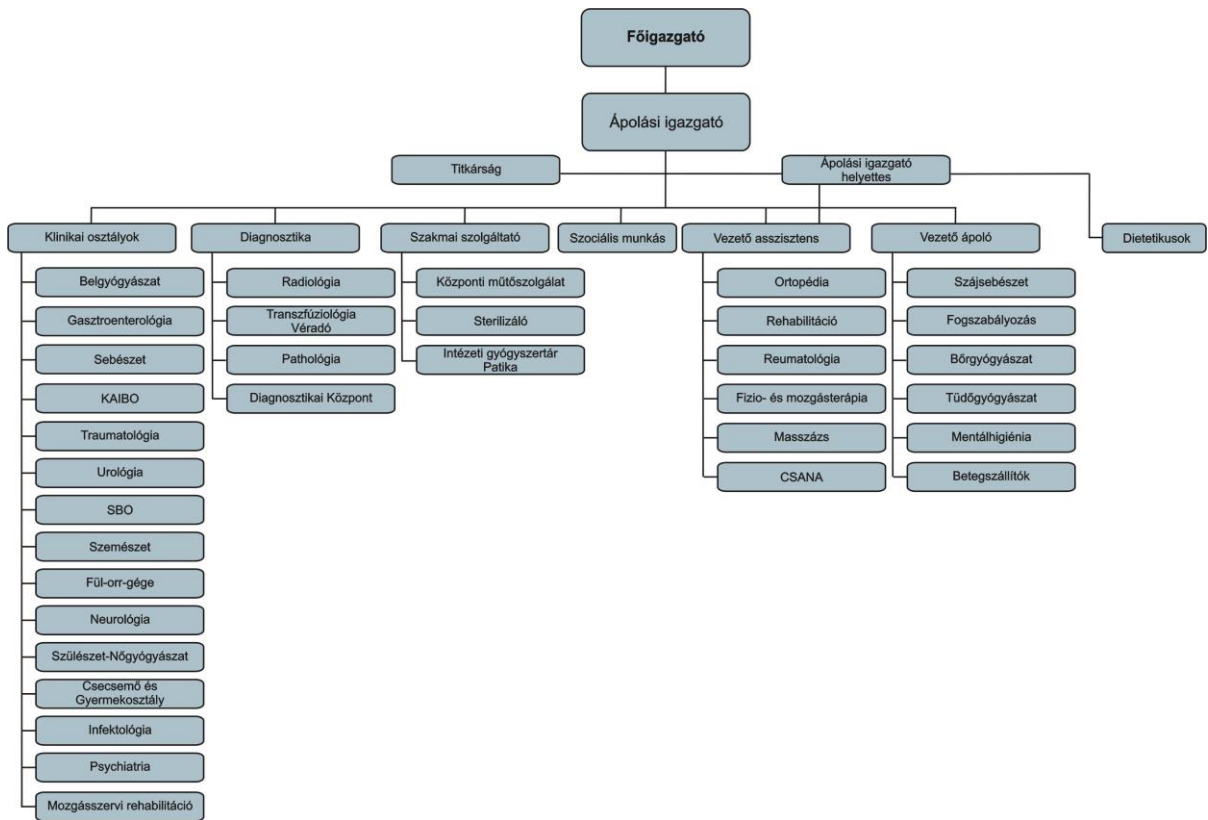 Főigazgató
Ápolási igazgató
Titkárság
Ápolási igazgató
helyettes
Klinikai osztályok
Diagnosztika
Szakmai szolgáltató
Szociális munkás
Vezető asszisztens
Vezető ápoló
Dietetikusok
Belgyógyászat
Gasztroenterológia
Sebészet
KAIBO
Traumatológia
Urológia
SBO
Szemészet
Fül-orr-gége
Neurológia
Szülészet-Nőgyógyászat
Csecsemő és
Gyermekosztály
Infektológia
Psychiatria
Mozgásszervi rehabilitáció
Radiológia
Transzfúziológia
Véradó
Pathológia
Diagnosztikai Központ
Központi műtőszolgálat
Sterilizáló
Intézeti gyógyszertár
Patika
Ortopédia
Rehabilitáció
Reumatológia
Fizio- és mozgásterápia
Masszázs
CSANA
Szájsebészet
Fogszabályozás
Bőrgyógyászat
Tüdőgyógyászat
Mentálhigiénia
Betegszállítók